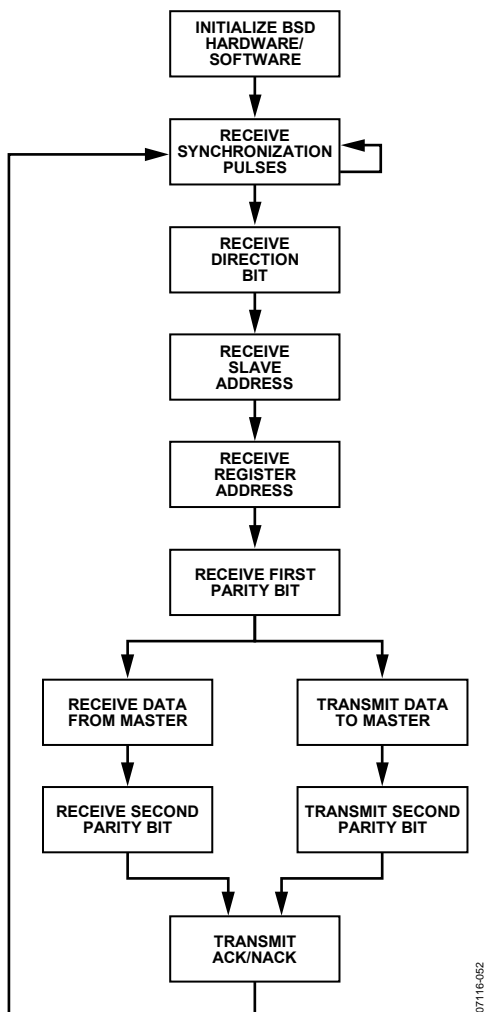 INITIALIZE BSD
HARDWARE/
SOFTWARE
RECEIVE
SYNCHRONIZATION
PULSES
RECEIVE
DIRECTION
BIT
RECEIVE
SLAVE
ADDRESS
RECEIVE
REGISTER
ADDRESS
RECEIVE FIRST
PARITY BIT
RECEIVE DATA
FROM MASTER
TRANSMIT DATA
TO MASTER
RECEIVE SECOND
PARITY BIT
TRANSMIT SECOND
PARITY BIT
TRANSMIT
ACK/NACK
07116-052